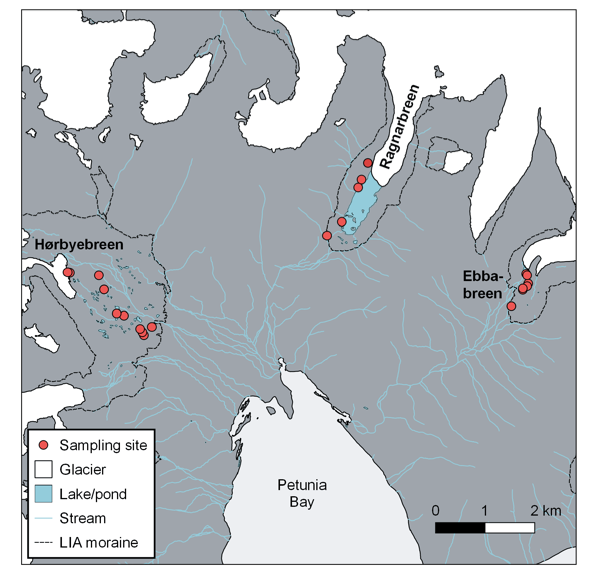 Ragnarbreen
Hørbyebreen
Ebba-
breen
Petunia
Bay
Sampling site
Glacier
Lake/pond
Stream
LIA moraine
0 1 2 km